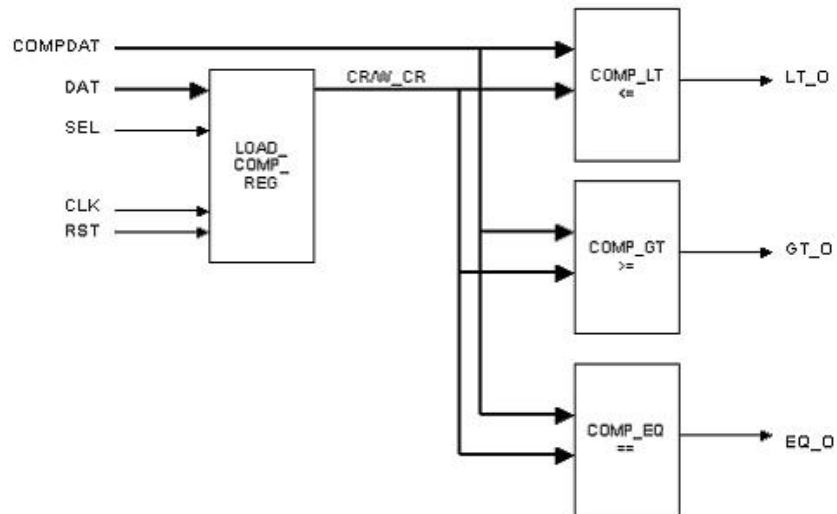 COMPDAT
DAT
SEL
CLK
RST
LOAD_
COMP_
REG
CR/W_CR
COMP_LT
<=
LT_O
COMP_GT
>=
GT_O
COMP_EQ
==
EQ_O